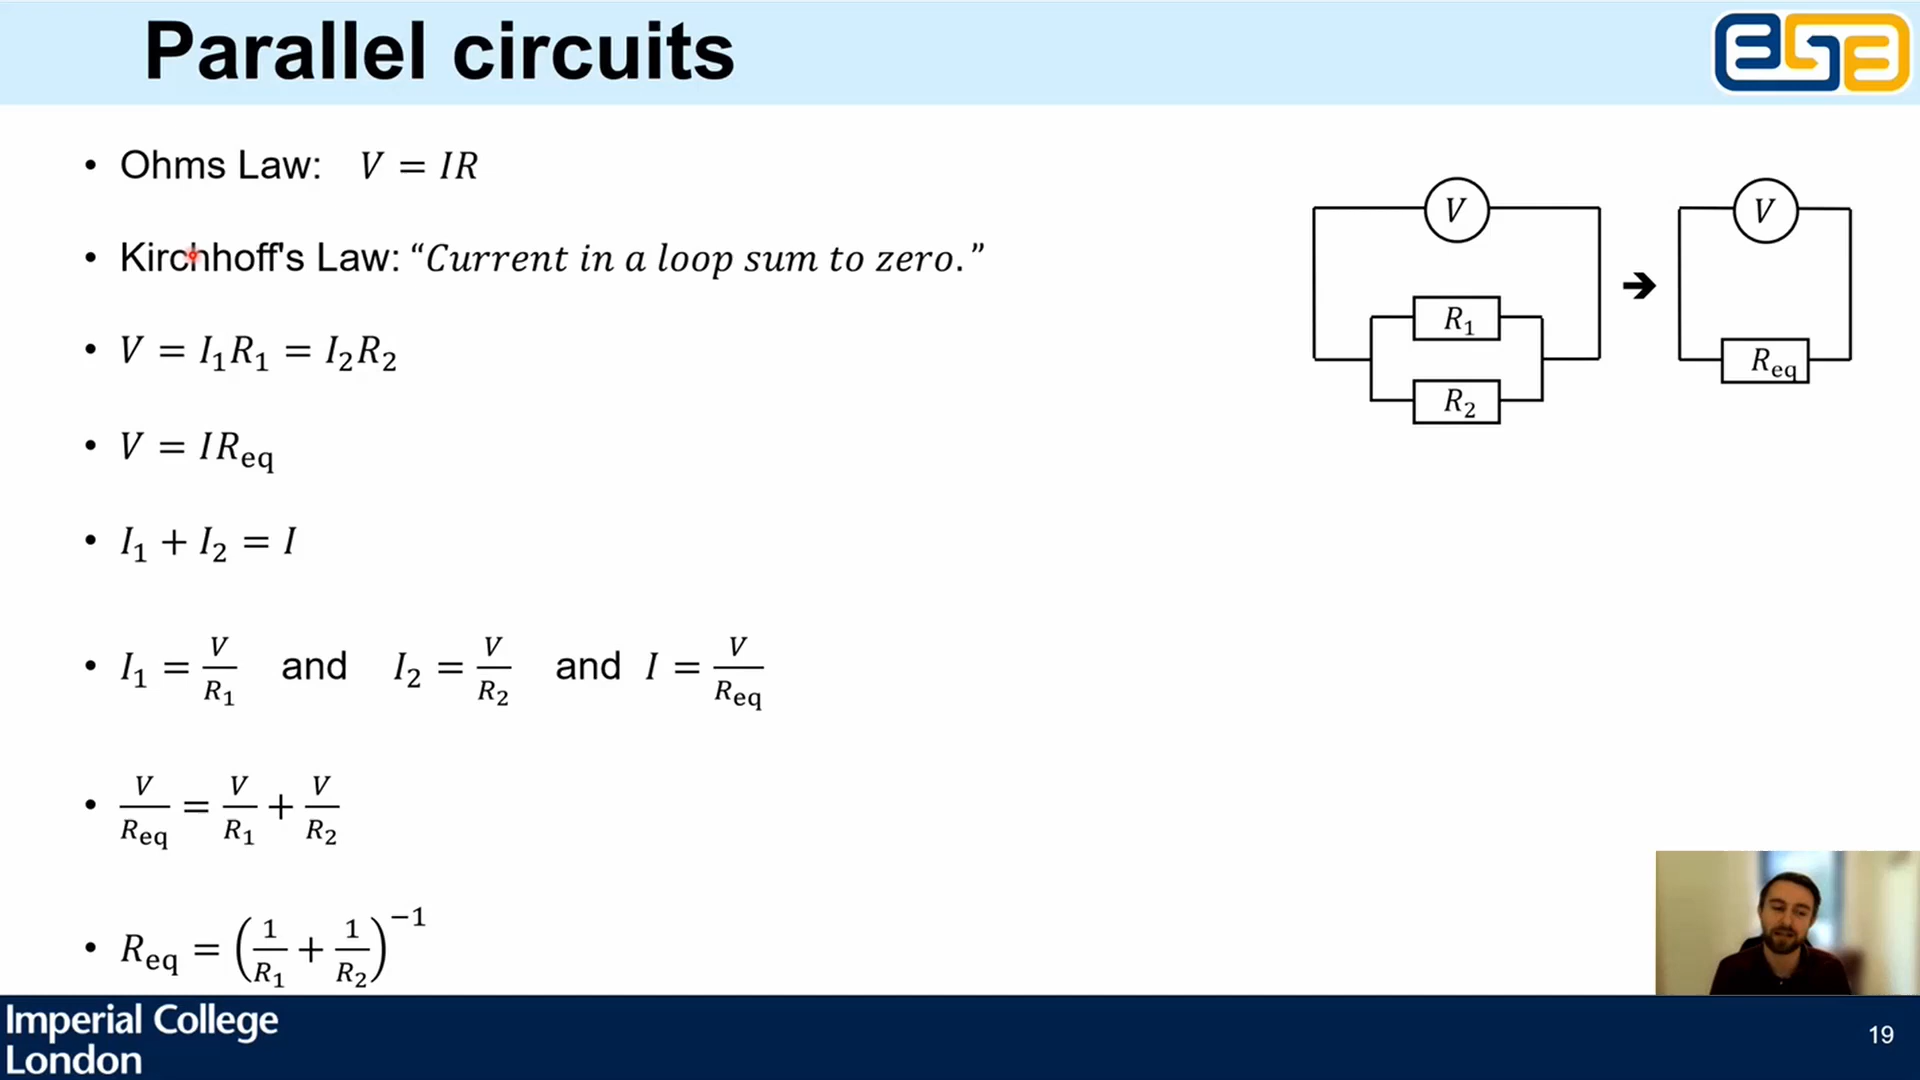 Parallel circuits
EGE
• Ohms Law: V = IR
• Kirchhoff's Law: “Current in a loop sum to zero.”
• V = I₁R₁ = I₂R₂
• V = IR_eq
• I₁ + I₂ = I
• I₁ = V/R₁ and I₂ = V/R₂ and I = V/R_eq
• V/R_eq = V/R₁ + V/R₂
• R_eq = (1/R₁ + 1/R₂)⁻¹
V
R₁
R₂
➔
V
R_eq
Imperial College
London
19